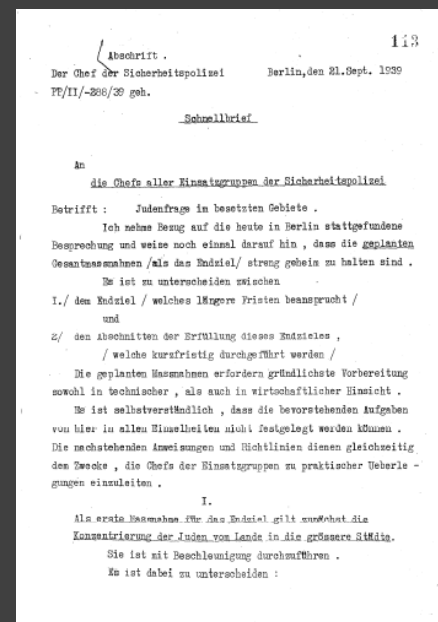 113
Abschrift .
Der Chef der Sicherheitspolizei Berlin,den 21.Sept. 1939
PP/II/-288/39 geh.
Schnellbrief
An
die Chefs aller Einsatzgruppen der Sicherheitspolizei
Betrifft : Judenfrage im besetzten Gebiete .
Ich nehme Bezug auf die heute in Berlin stattgefundene
Besprechung und weise noch einmal darauf hin , dass die geplanten
Gesamtmassnahmen /als das Endziel/ streng geheim zu halten sind .
Es ist zu unterscheiden zwischen
I./ dem Endziel / welches längere Fristen beansprucht /
und
2/ den Abschnitten der Erfüllung dieses Endzieles ,
/ welche kurzfristig durchgeführt werden /
Die geplanten Massnahmen erfordern gründlichste Vorbereitung
sowohl in technischer , als auch in wirtschaftlicher Hinsicht .
Es ist selbstverständlich , dass die bevorstehenden Aufgaben
von hier in allen Einzelheiten nicht festgelegt werden können .
Die nachstehenden Anweisungen und Richtlinien dienen gleichzeitig
dem Zwecke , die Chefs der Einsatzgruppen zu praktischer Ueberle -
gungen einzuleiten .
I.
Als erste Massnahme für das Endziel gilt zunächst die
Konzentrierung der Juden vom Lande in die grössere Städte.
Sie ist mit Beschleunigung durchzuführen .
Es ist dabei zu unterscheiden :